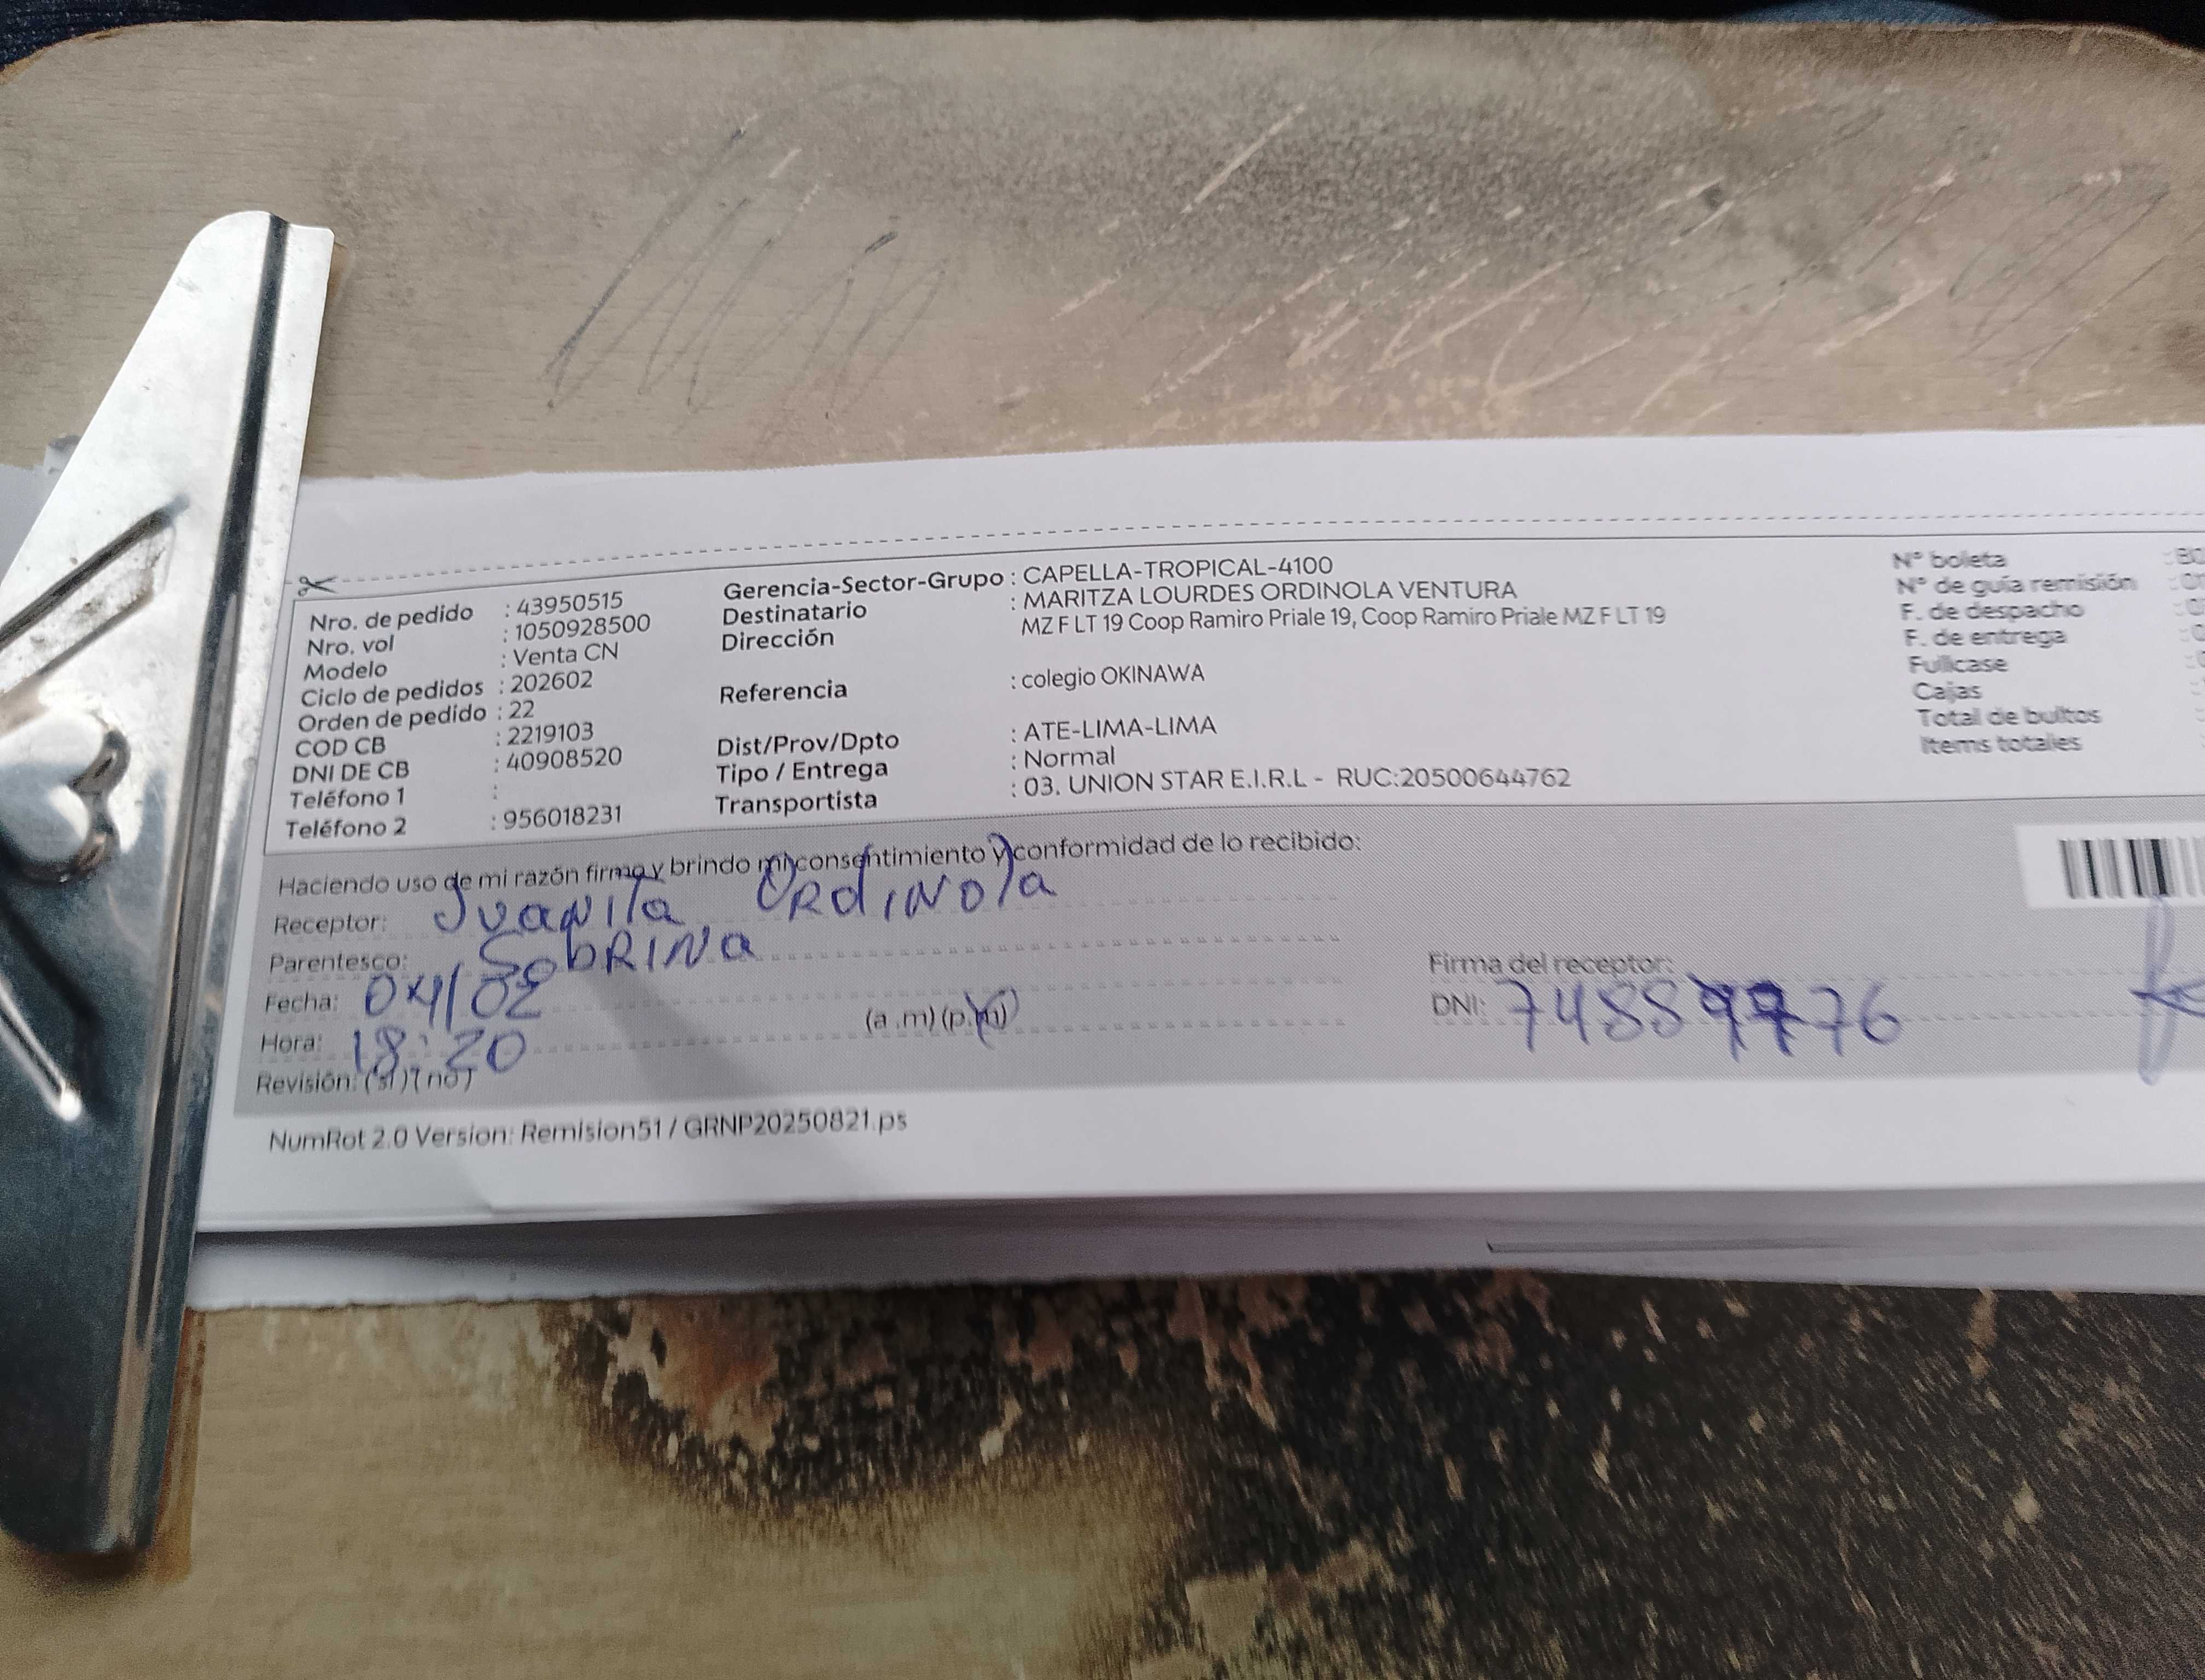 Nro. de pedido : 43950515
Nro. vol : 1050928500
Modelo : Venta CN
Ciclo de pedidos : 202602
Orden de pedido : 22
COD CB : 2219103
DNI DE CB : 40908520
Teléfono 1 :
Teléfono 2 : 956018231
Gerencia-Sector-Grupo : CAPELLA-TROPICAL-4100
Destinatario : MARITZA LOURDES ORDINOLA VENTURA
Dirección MZ F LT 19 Coop Ramiro Priale 19, Coop Ramiro Priale MZ F LT 19
Referencia : colegio OKINAWA
Dist/Prov/Dpto : ATE-LIMA-LIMA
Tipo / Entrega : Normal
Transportista : 03. UNION STAR E.I.R.L - RUC:20500644762
N° boleta
N° de guía remisión
F. de despacho
F. de entrega
Fullcase
Cajas
Total de bultos
Items totales
Haciendo uso de mi razón firmo y brindo mi consentimiento y conformidad de lo recibido:
Receptor: Juanita Ordinola
Parentesco: Sobrina
Fecha: 04/02
Hora: 18:20 (a.m) (p.m)
Revisión: (si) (no)
Firma del receptor:
DNI:
NumRot 2.0 Version: Remision51 / GRNP20250821.ps